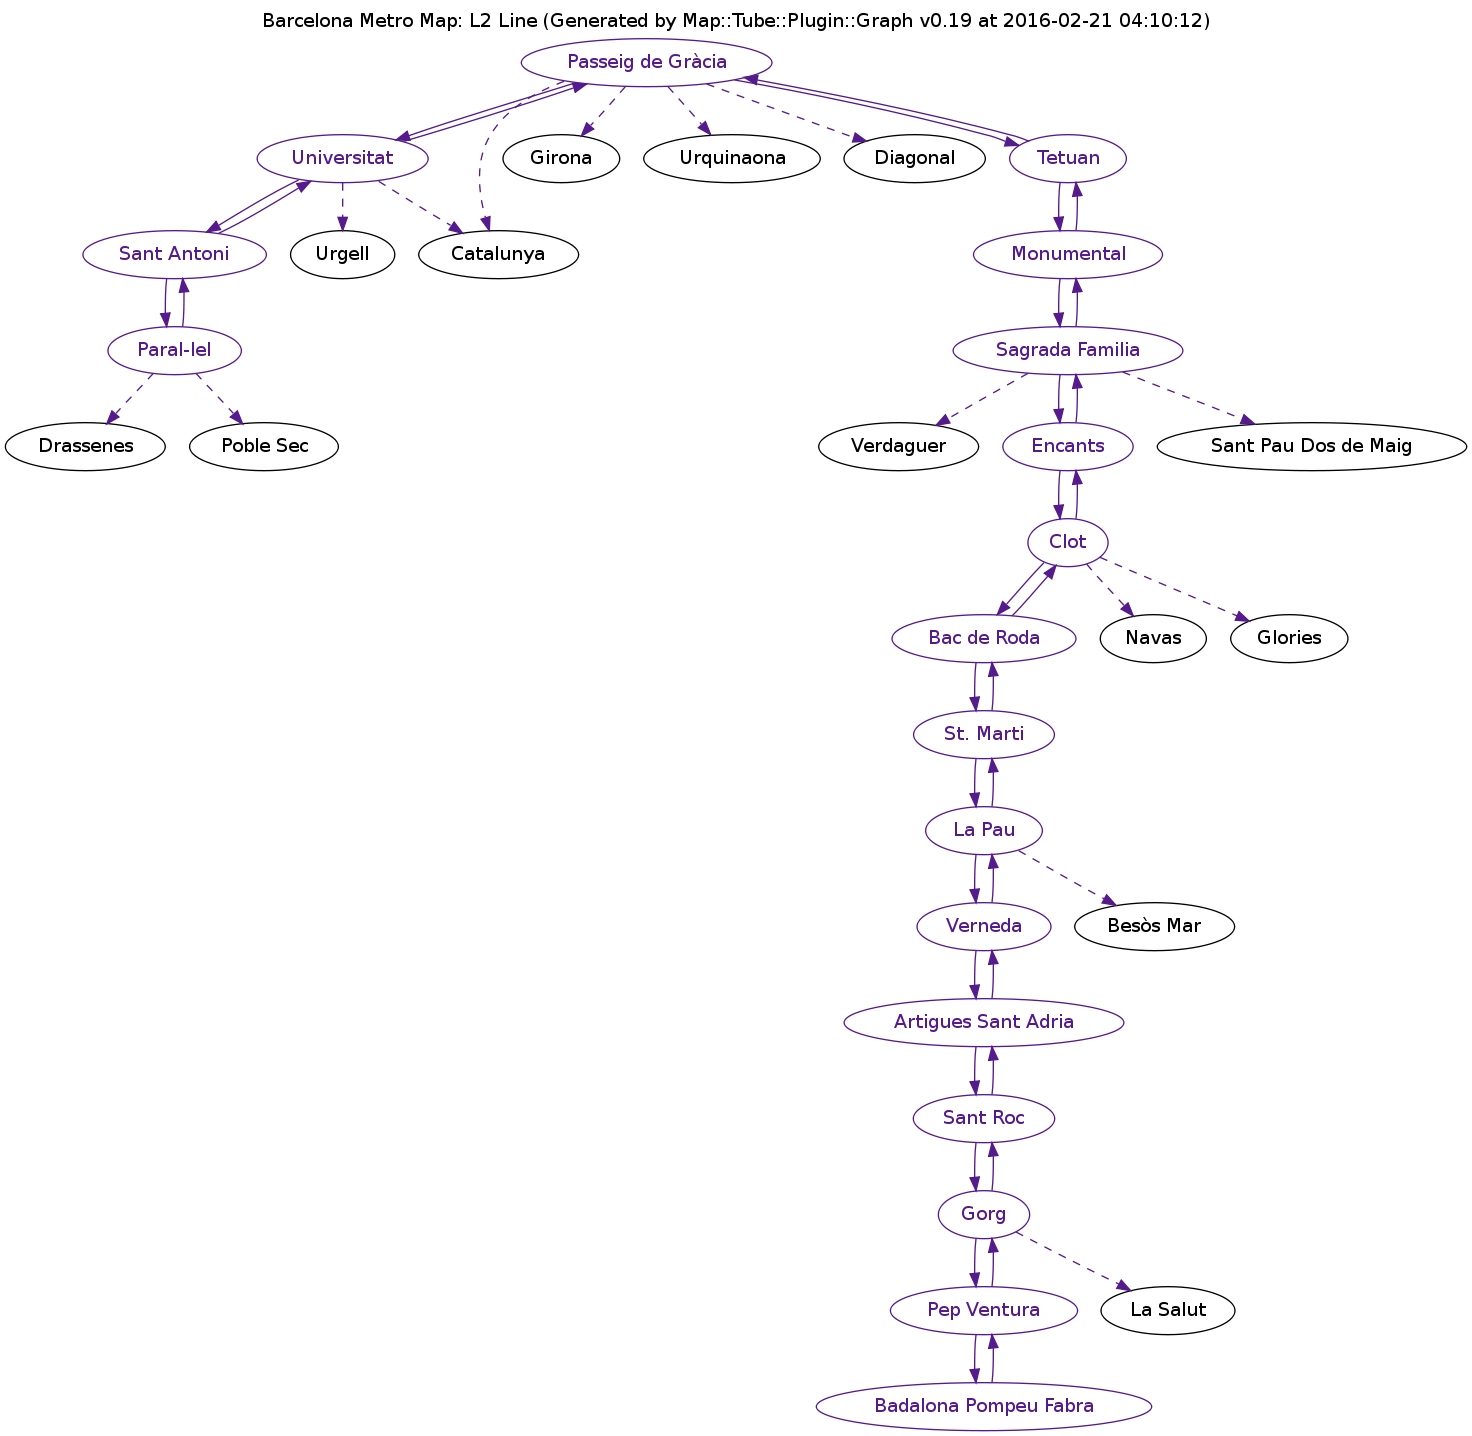 Barcelona Metro Map: L2 Line (Generated by Map::Tube::Plugin::Graph v0.19 at 2016-02-21 04:10:12)
Passeig de Gràcia
Universitat
Girona
Urquinaona
Diagonal
Tetuan
Sant Antoni
Urgell
Catalunya
Monumental
Paral-lel
Sagrada Familia
Drassenes
Poble Sec
Verdaguer
Encants
Sant Pau Dos de Maig
Clot
Bac de Roda
Navas
Glories
St. Marti
La Pau
Verneda
Besòs Mar
Artigues Sant Adria
Sant Roc
Gorg
Pep Ventura
La Salut
Badalona Pompeu Fabra